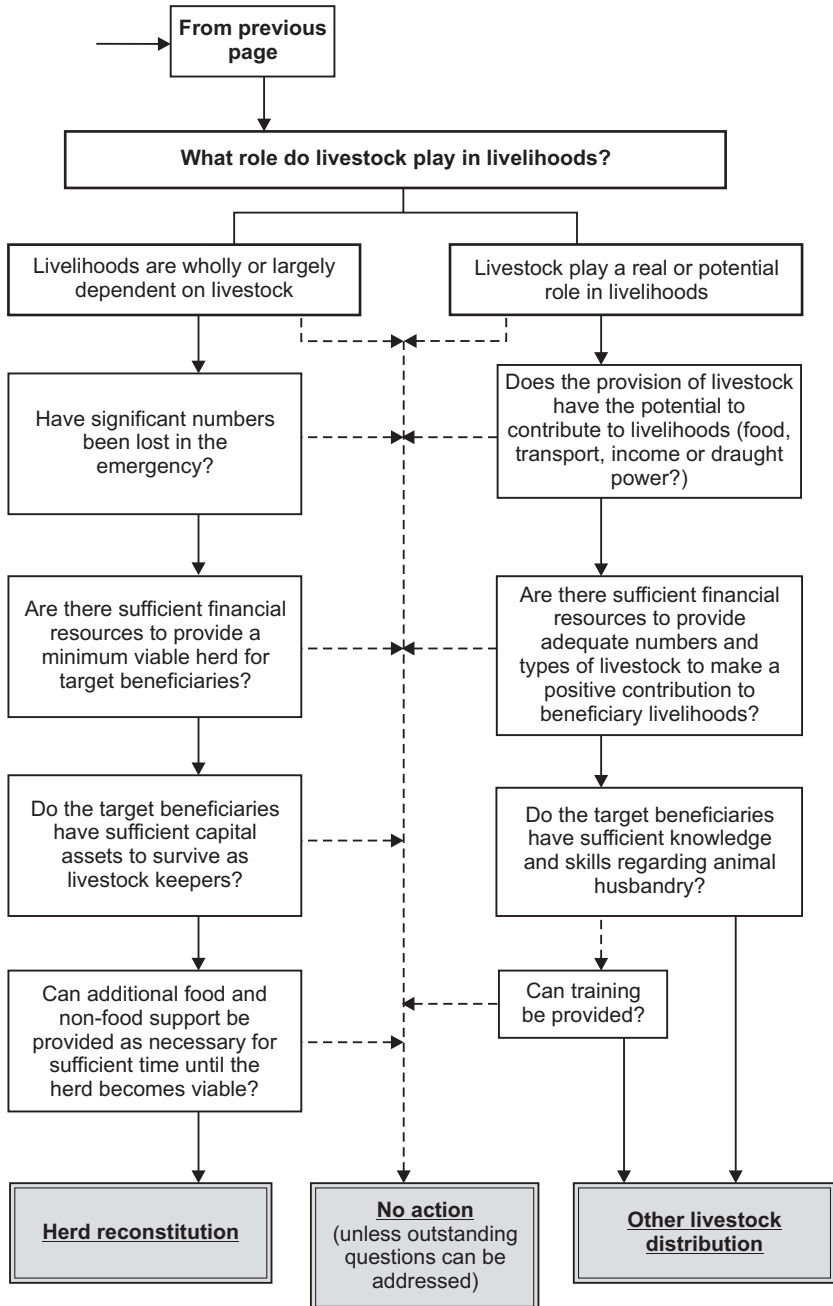 From previous
page
What role do livestock play in livelihoods?
Livelihoods are wholly or largely
dependent on livestock
Livestock play a real or potential
role in livelihoods
Have significant numbers
been lost in the
emergency?
Does the provision of livestock
have the potential to
contribute to livelihoods (food,
transport, income or draught
power?)
Are there sufficient financial
resources to provide a
minimum viable herd for
target beneficiaries?
Are there sufficient financial
resources to provide
adequate numbers and
types of livestock to make a
positive contribution to
beneficiary livelihoods?
Do the target beneficiaries
have sufficient capital
assets to survive as
livestock keepers?
Do the target beneficiaries
have sufficient knowledge
and skills regarding animal
husbandry?
Can additional food and
non-food support be
provided as necessary for
sufficient time until the
herd becomes viable?
Can training
be provided?
Herd reconstitution
No action
(unless outstanding
questions can be
addressed)
Other livestock
distribution